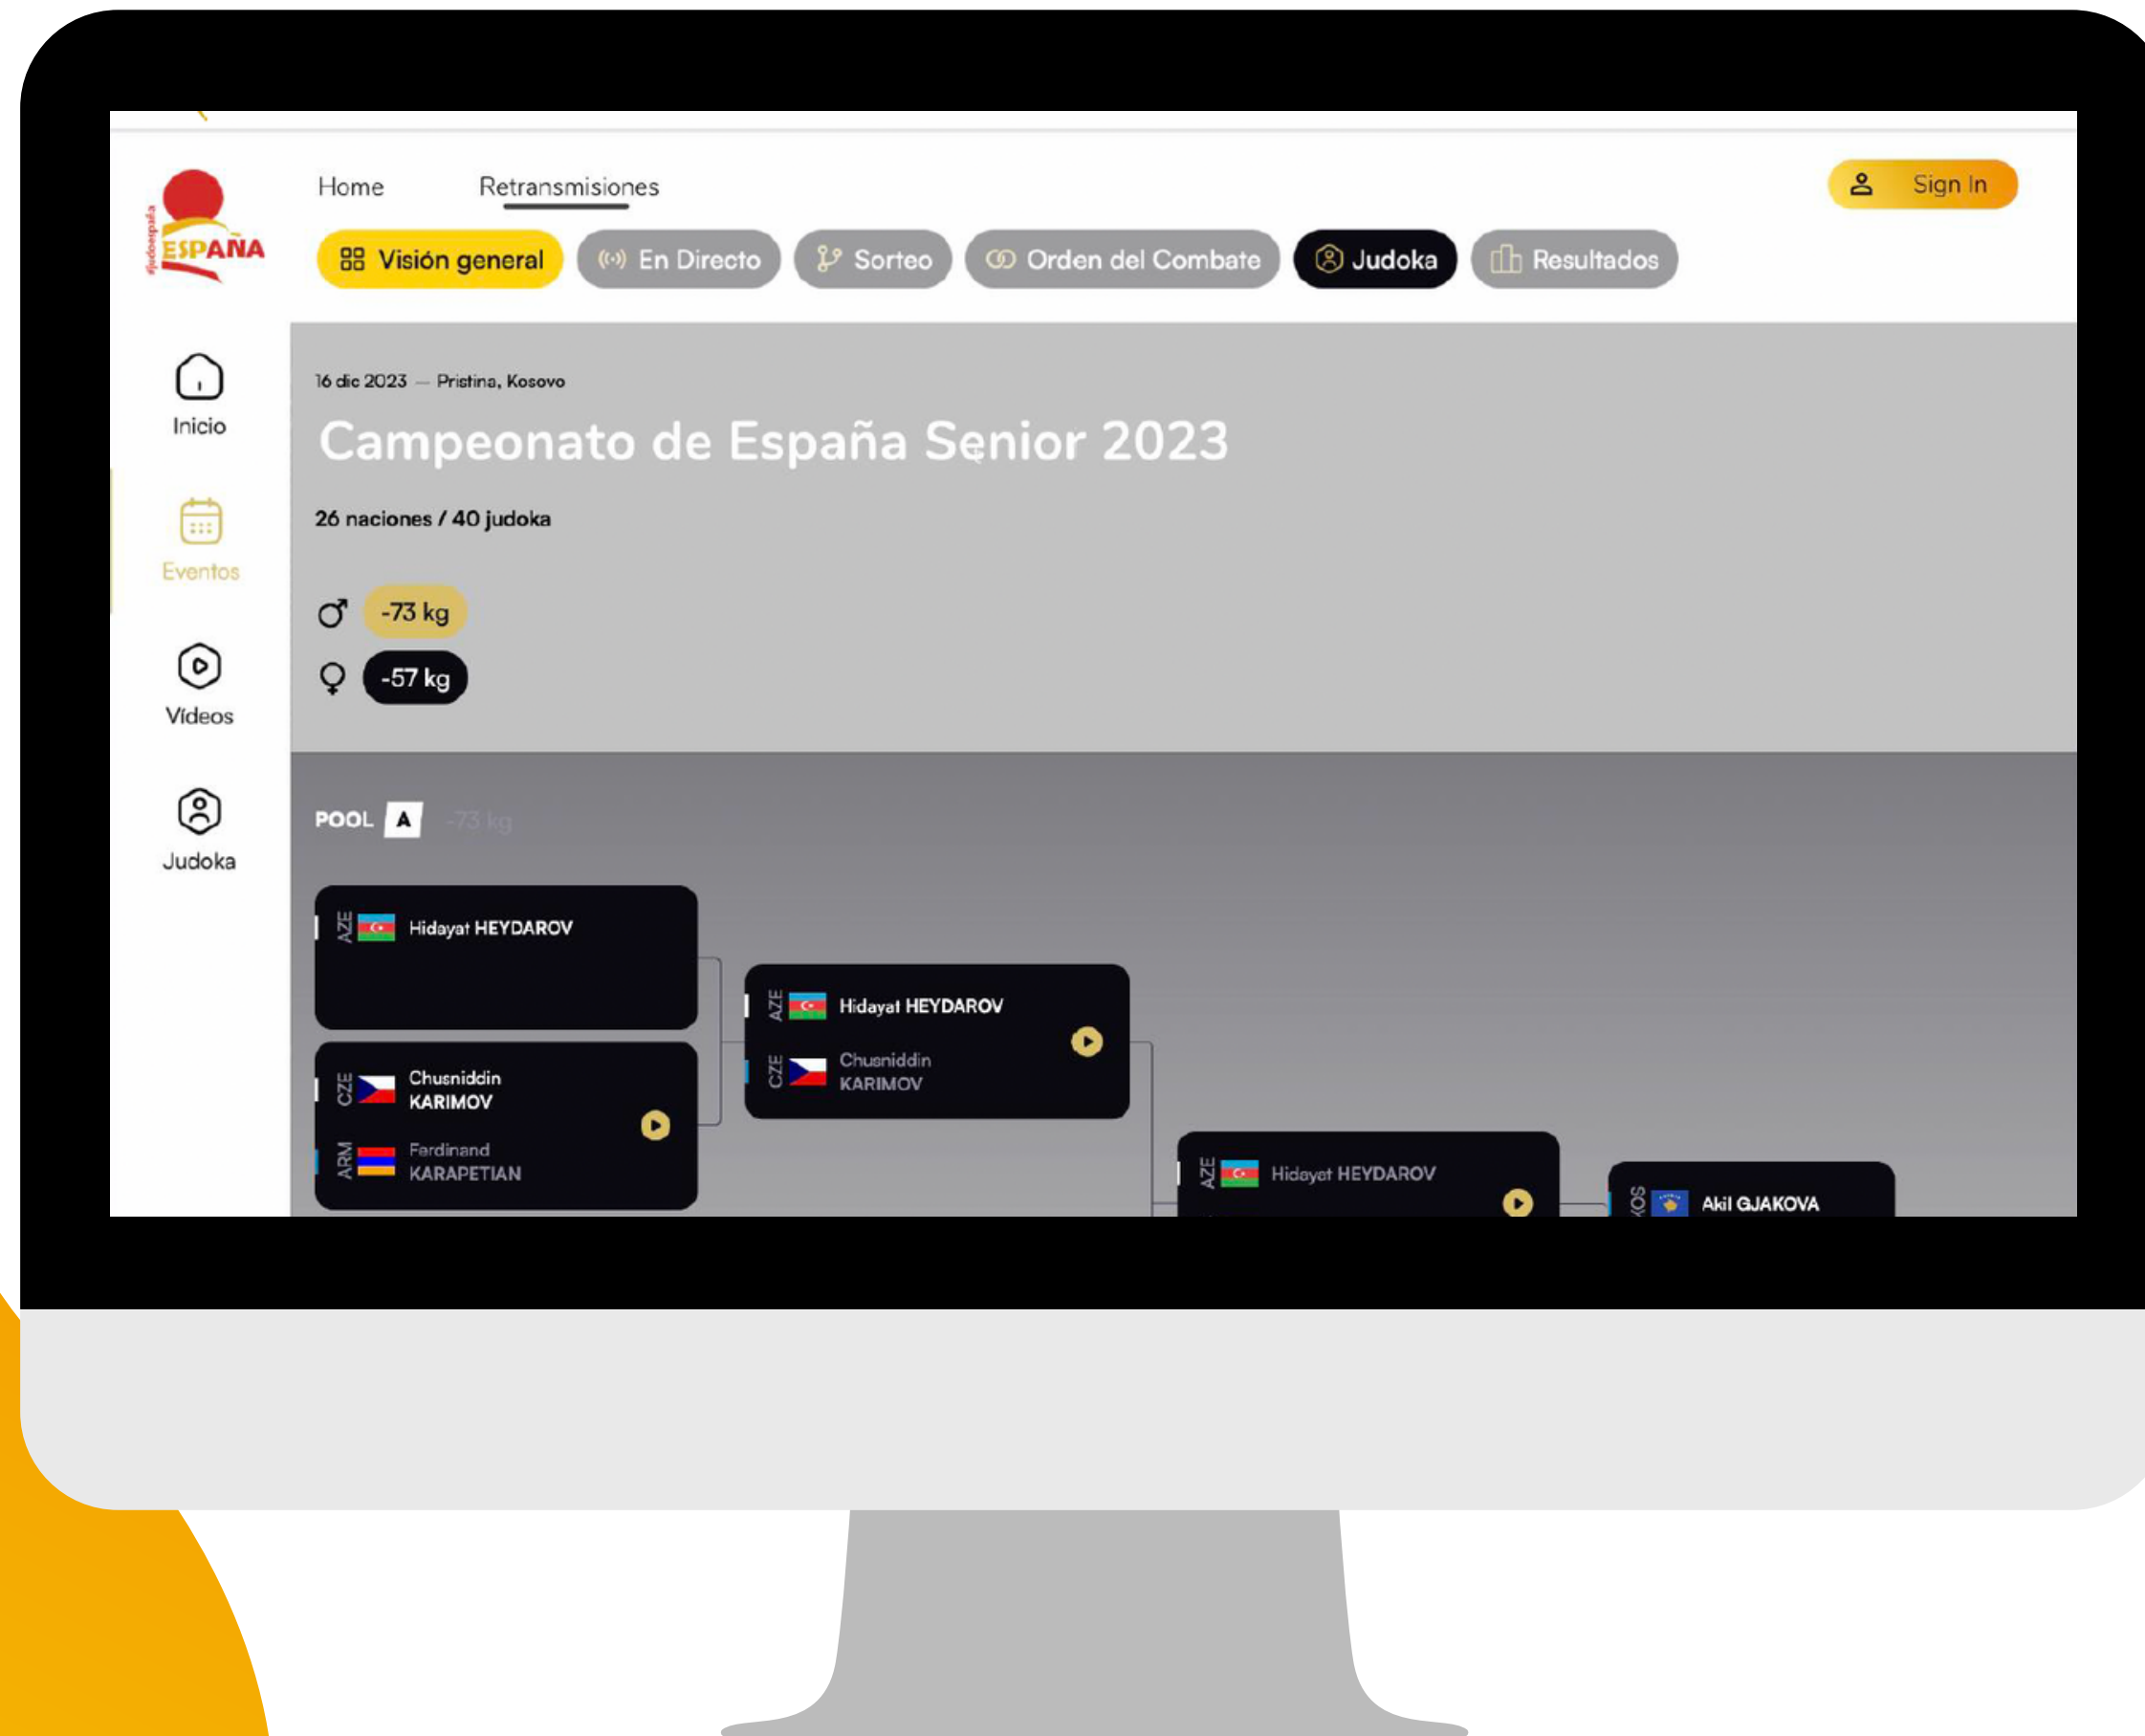 Home Retransmisiones
Sign In
#judoespaña
ESPAÑA
Visión general En Directo Sorteo Orden del Combate Judoka Resultados
Inicio
Eventos
Vídeos
Judoka
16 dic 2023 — Pristina, Kosovo
Campeonato de España Senior 2023
26 naciones / 40 judoka
-73 kg
-57 kg
POOL A -73 kg
AZE Hidayat HEYDAROV
CZE Chusniddin
KARIMOV
ARM Ferdinand
KARAPETIAN
AZE Hidayat HEYDAROV
CZE Chusniddin
KARIMOV
AZE Hidayat HEYDAROV
KOS Akil GJAKOVA